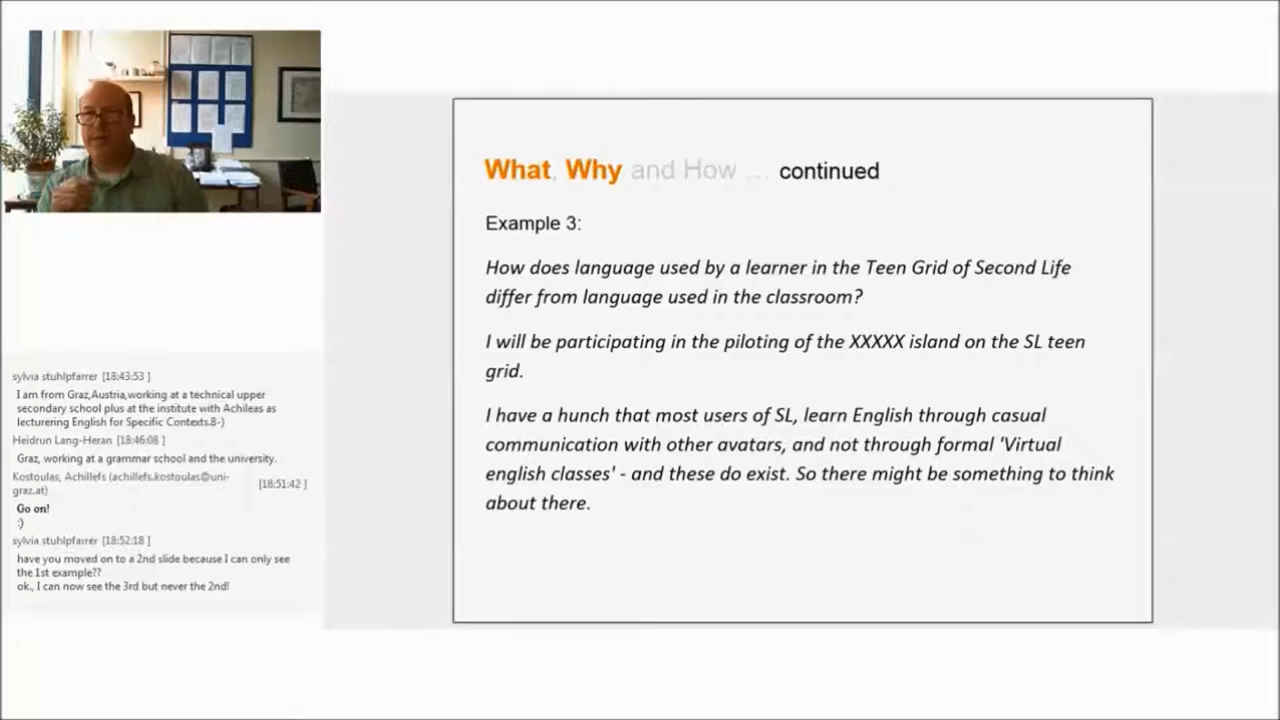 sylvia stuhlpfarrer [18:43:53 ]
I am from Graz,Austria,working at a technical upper
secondary school plus at the institute with Achileas as
lecturering English for Specific Contexts.8-)
Heidrun Lang-Heran [18:46:08 ]
Graz, working at a grammar school and the university.
Kostoulas, Achillefs (achillefs.kostoulas@uni-
graz.at) [18:51:42 ]
Go on!
:)
sylvia stuhlpfarrer [18:52:18 ]
have you moved on to a 2nd slide because I can only see
the 1st example??
ok., I can now see the 3rd but never the 2nd!
What, Why and How ... continued
Example 3:
How does language used by a learner in the Teen Grid of Second Life
differ from language used in the classroom?
I will be participating in the piloting of the XXXXX island on the SL teen
grid.
I have a hunch that most users of SL, learn English through casual
communication with other avatars, and not through formal 'Virtual
english classes' - and these do exist. So there might be something to think
about there.